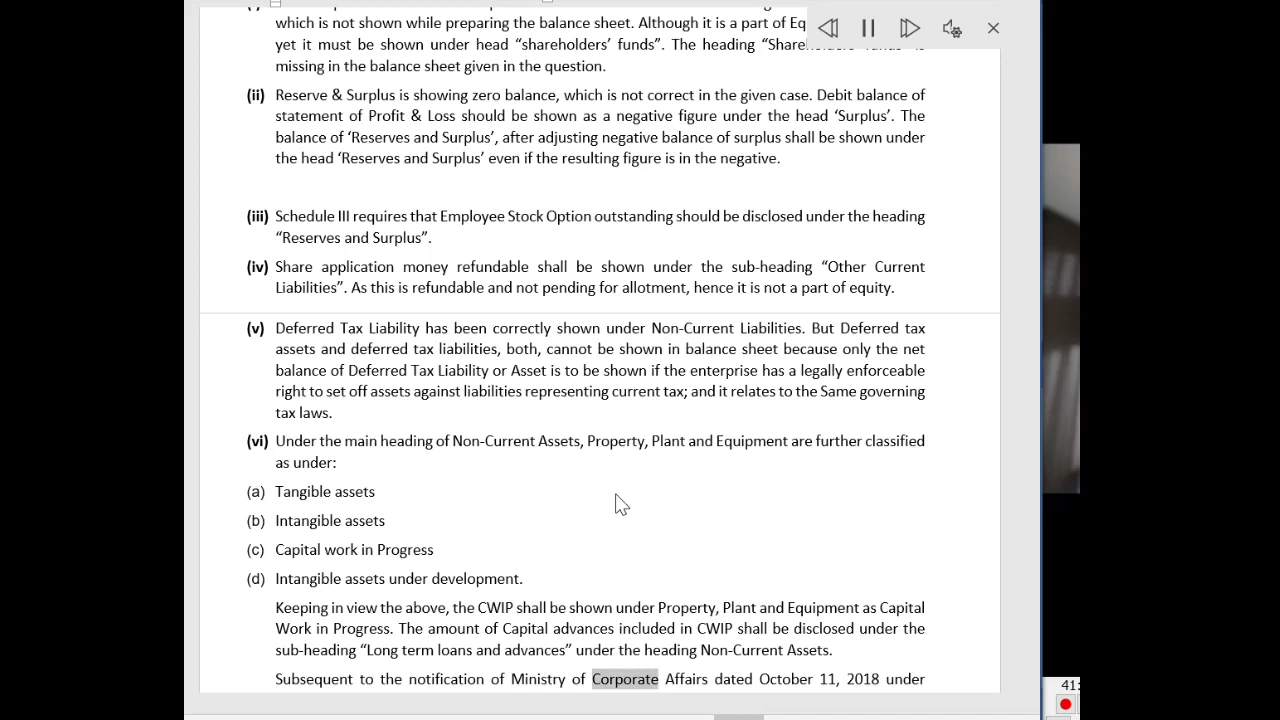 which is not shown while preparing the balance sheet. Although it is a part of Eq
yet it must be shown under head “shareholders’ funds”. The heading
missing in the balance sheet given in the question.
(ii) Reserve & Surplus is showing zero balance, which is not correct in the given case. Debit balance of
statement of Profit & Loss should be shown as a negative figure under the head ‘Surplus’. The
balance of ‘Reserves and Surplus’, after adjusting negative balance of surplus shall be shown under
the head ‘Reserves and Surplus’ even if the resulting figure is in the negative.
(iii) Schedule III requires that Employee Stock Option outstanding should be disclosed under the heading
“Reserves and Surplus”.
(iv) Share application money refundable shall be shown under the sub-heading “Other Current
Liabilities”. As this is refundable and not pending for allotment, hence it is not a part of equity.
(v) Deferred Tax Liability has been correctly shown under Non-Current Liabilities. But Deferred tax
assets and deferred tax liabilities, both, cannot be shown in balance sheet because only the net
balance of Deferred Tax Liability or Asset is to be shown if the enterprise has a legally enforceable
right to set off assets against liabilities representing current tax; and it relates to the Same governing
tax laws.
(vi) Under the main heading of Non-Current Assets, Property, Plant and Equipment are further classified
as under:
(a) Tangible assets
(b) Intangible assets
(c) Capital work in Progress
(d) Intangible assets under development.
Keeping in view the above, the CWIP shall be shown under Property, Plant and Equipment as Capital
Work in Progress. The amount of Capital advances included in CWIP shall be disclosed under the
sub-heading “Long term loans and advances” under the heading Non-Current Assets.
Subsequent to the notification of Ministry of Corporate Affairs dated October 11, 2018 under
41: